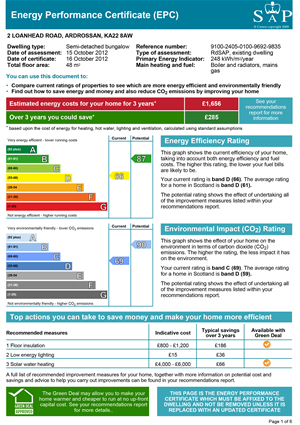 Energy Performance Certificate (EPC)
SAP
2 LOANHEAD ROAD, ARDROSSAN, KA22 8AW
Dwelling type: Semi-detached bungalow
Date of assessment: 15 October 2012
Date of certificate: 16 October 2012
Total floor area: 48 m²
Reference number: 9100-2405-0100-9692-9835
Type of assessment: RdSAP, existing dwelling
Primary Energy Indicator: 248 kWh/m²/year
Main heating and fuel: Boiler and radiators, mains
gas
You can use this document to:
• Compare current ratings of properties to see which are more energy efficient and environmentally friendly
• Find out how to save energy and money and also reduce CO₂ emissions by improving your home
Estimated energy costs for your home for 3 years* £1,656
Over 3 years you could save* £285
See your
recommendations
report for more
information
* based upon the cost of energy for heating, hot water, lighting and ventilation, calculated using standard assumptions
Very energy efficient - lower running costs
Current Potential
(92 plus) A
(81-91) B
(69-80) C
(55-68) D
(39-54) E
(21-38) F
(1-20) G
66
87
Not energy efficient - higher running costs
Energy Efficiency Rating
This graph shows the current efficiency of your home,
taking into account both energy efficiency and fuel
costs. The higher this rating, the lower your fuel bills
are likely to be.
Your current rating is band D (66). The average rating
for a home in Scotland is band D (61).
The potential rating shows the effect of undertaking all
of the improvement measures listed within your
recommendations report.
Very environmentally friendly - lower CO₂ emissions
Current Potential
(92 plus) A
(81-91) B
(69-80) C
(55-68) D
(39-54) E
(21-38) F
(1-20) G
69
90
Not environmentally friendly - higher CO₂ emissions
Environmental Impact (CO₂) Rating
This graph shows the effect of your home on the
environment in terms of carbon dioxide (CO₂)
emissions. The higher the rating, the less impact it has
on the environment.
Your current rating is band C (69). The average rating
for a home in Scotland is band D (59).
The potential rating shows the effect of undertaking all
of the improvement measures listed within your
recommendations report.
Top actions you can take to save money and make your home more efficient
Recommended measures Indicative cost Typical savings over 3 years Available with Green Deal
1 Floor insulation £800 - £1,200 £186
2 Low energy lighting £15 £36
3 Solar water heating £4,000 - £6,000 £66
A full list of recommended improvement measures for your home, together with more information on potential cost and
savings and advice to help you carry out improvements can be found in your recommendations report.
GREEN DEAL
APPROVED
The Green Deal may allow you to make your
home warmer and cheaper to run at no up-front
capital cost. See your recommendations report
for more details.
THIS PAGE IS THE ENERGY PERFORMANCE
CERTIFICATE WHICH MUST BE AFFIXED TO THE
DWELLING AND NOT BE REMOVED UNLESS IT IS
REPLACED WITH AN UPDATED CERTIFICATE
Page 1 of 6